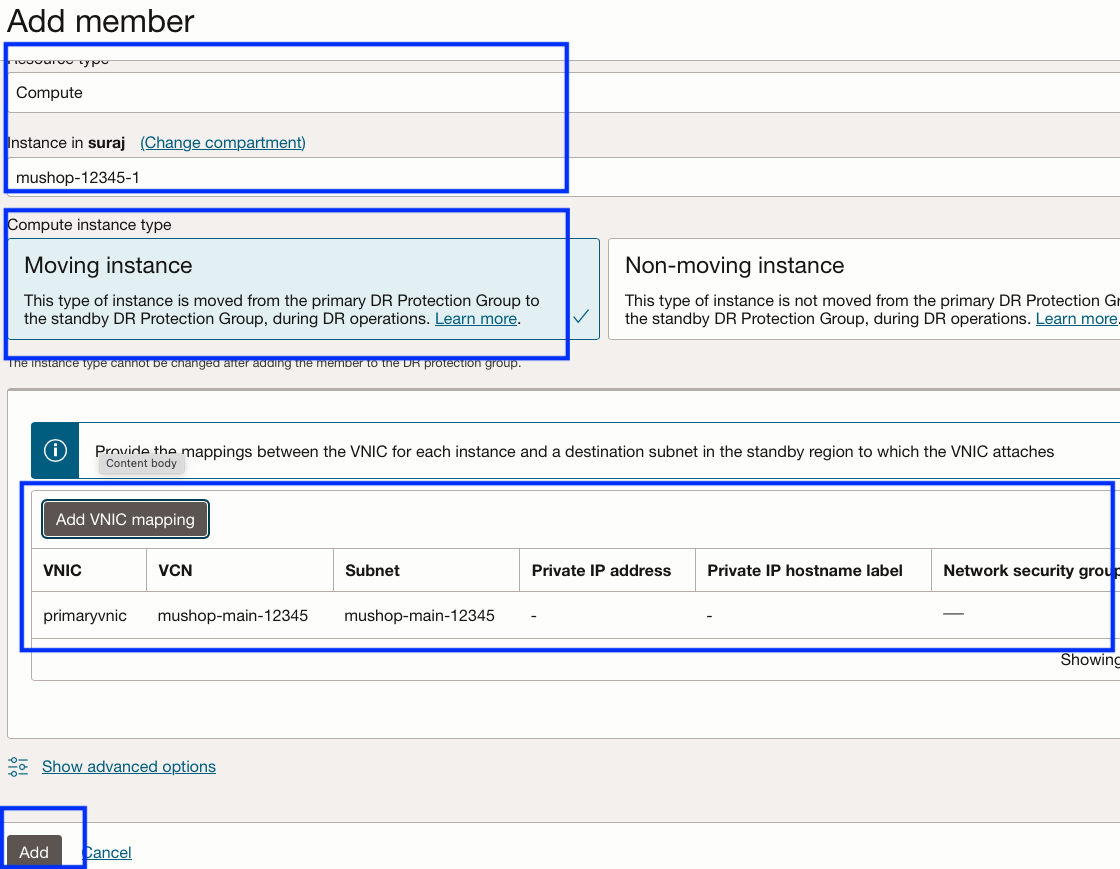 Add member
Resource type
Compute
Instance in suraj (Change compartment)
mushop-12345-1
Compute instance type
Moving instance
This type of instance is moved from the primary DR Protection Group to
the standby DR Protection Group, during DR operations. Learn more.
Non-moving instance
This type of instance is not moved from the primary DR Protection Gr
the standby DR Protection Group, during DR operations. Learn more.
The instance type cannot be changed after adding the member to the DR protection group.
Provide the mappings between the VNIC for each instance and a destination subnet in the standby region to which the VNIC attaches
Content body
Add VNIC mapping
VNIC VCN Subnet Private IP address Private IP hostname label Network security group
primaryvnic mushop-main-12345 mushop-main-12345 - - —
Showing
Show advanced options
Add Cancel